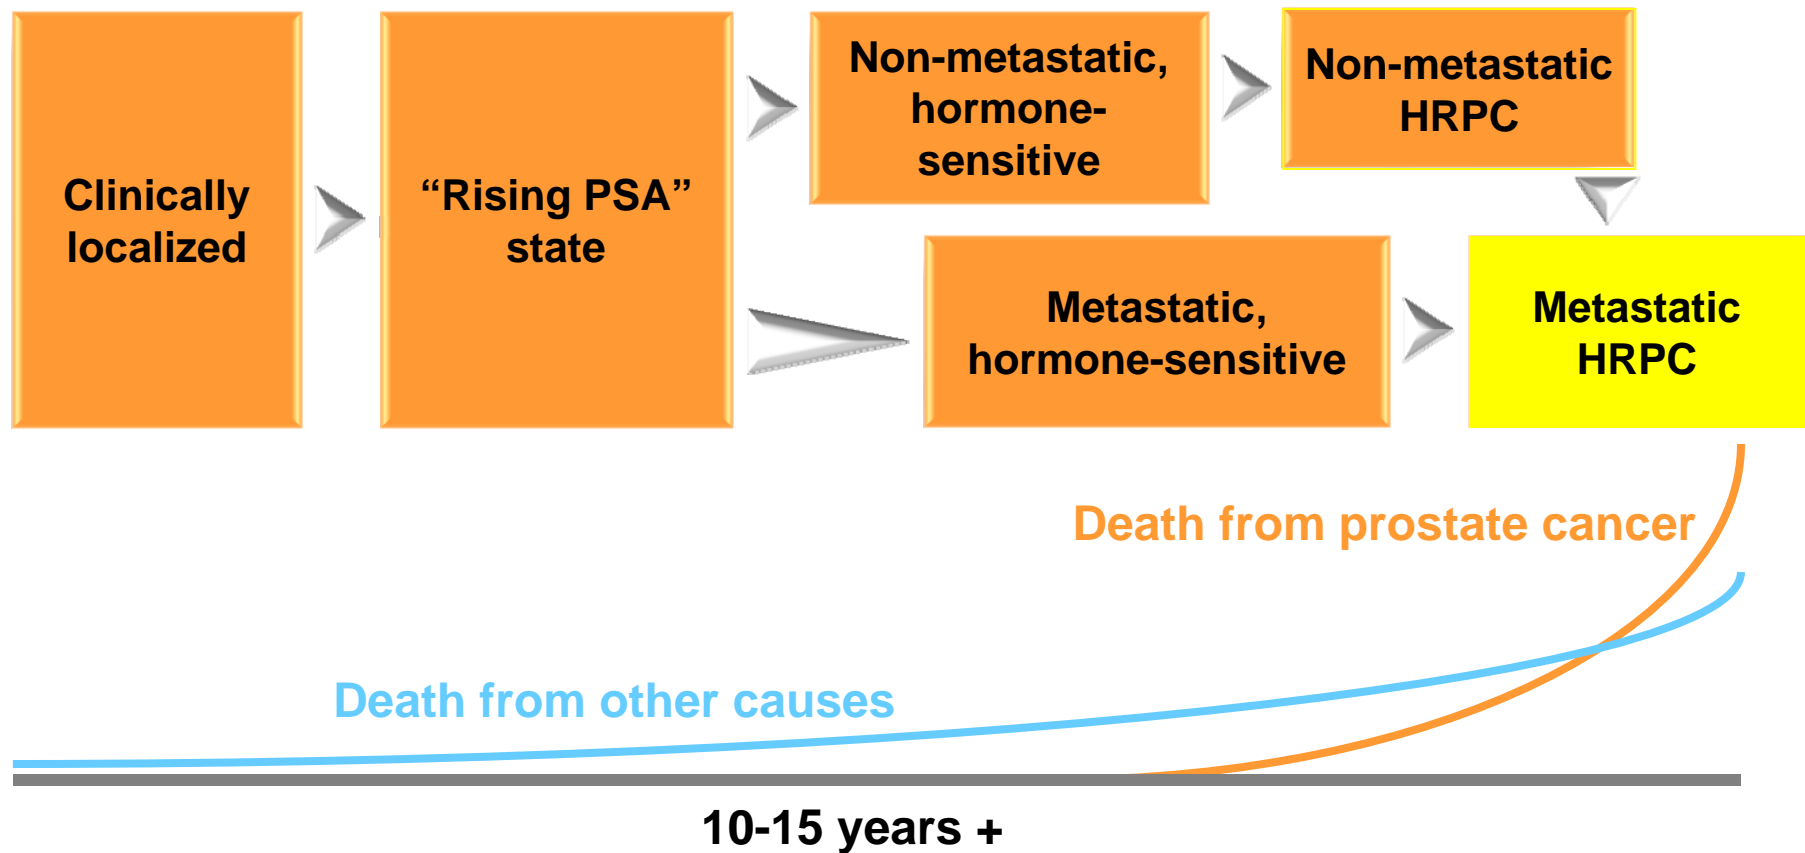 Clinically
localized
“Rising PSA”
state
Non-metastatic,
hormone-
sensitive
Non-metastatic
HRPC
Metastatic,
hormone-sensitive
Metastatic
HRPC
Death from prostate cancer
Death from other causes
10-15 years +